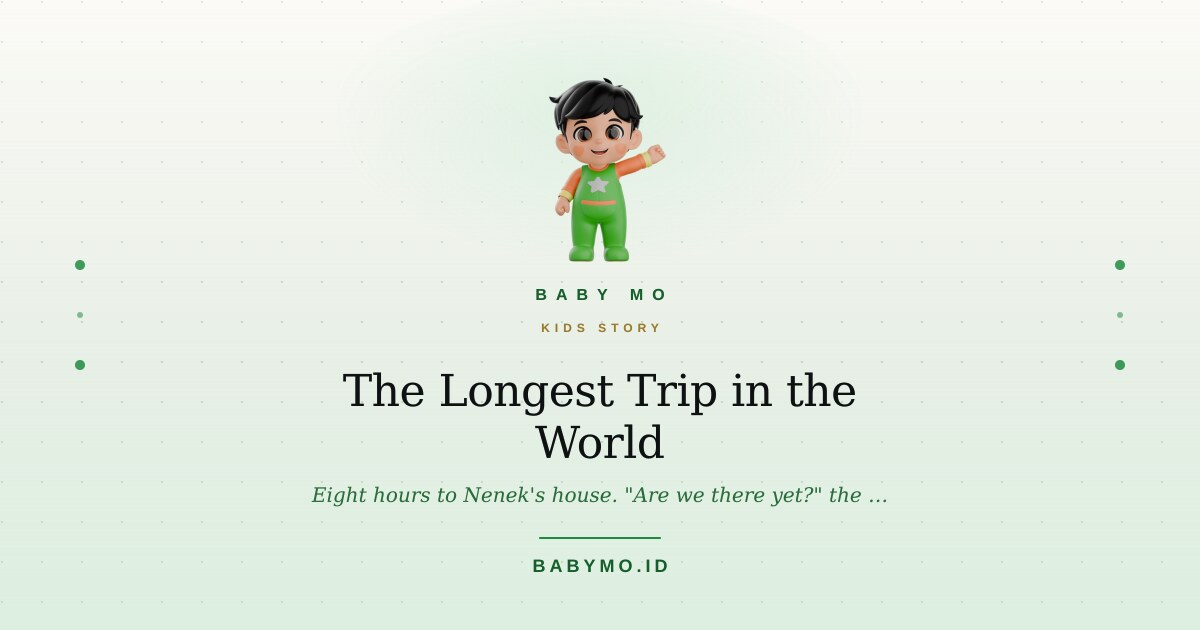 BABY MO
KIDS STORY
The Longest Trip in the
World
Eight hours to Nenek's house. "Are we there yet?" the ...
BABYMO.ID